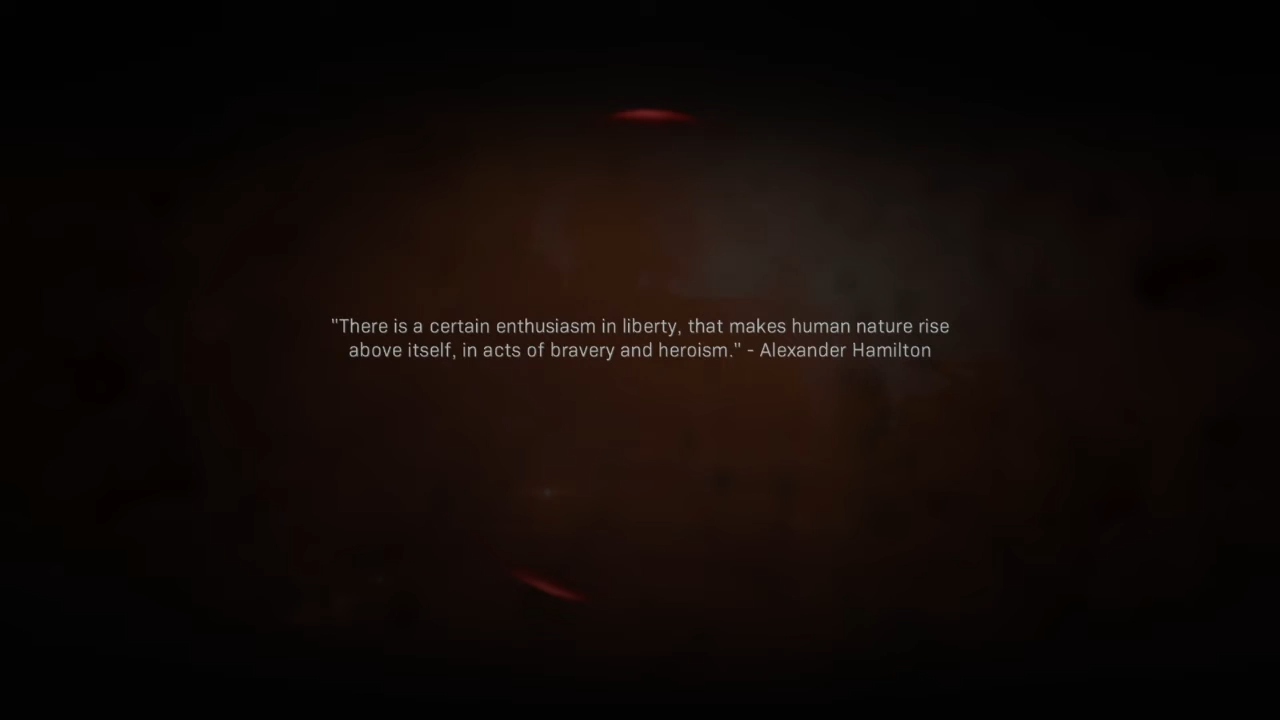 "There is a certain enthusiasm in liberty, that makes human nature rise
above itself, in acts of bravery and heroism." - Alexander Hamilton